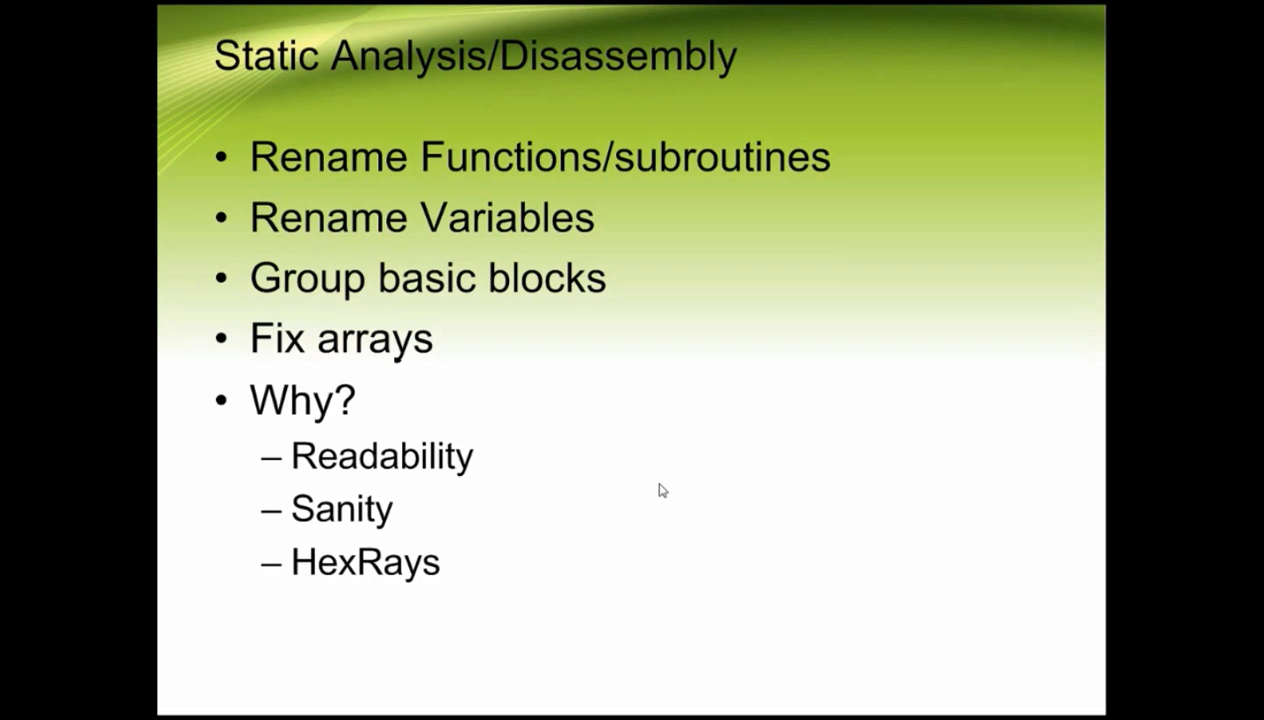 Static Analysis/Disassembly
• Rename Functions/subroutines
• Rename Variables
• Group basic blocks
• Fix arrays
• Why?
– Readability
– Sanity
– HexRays